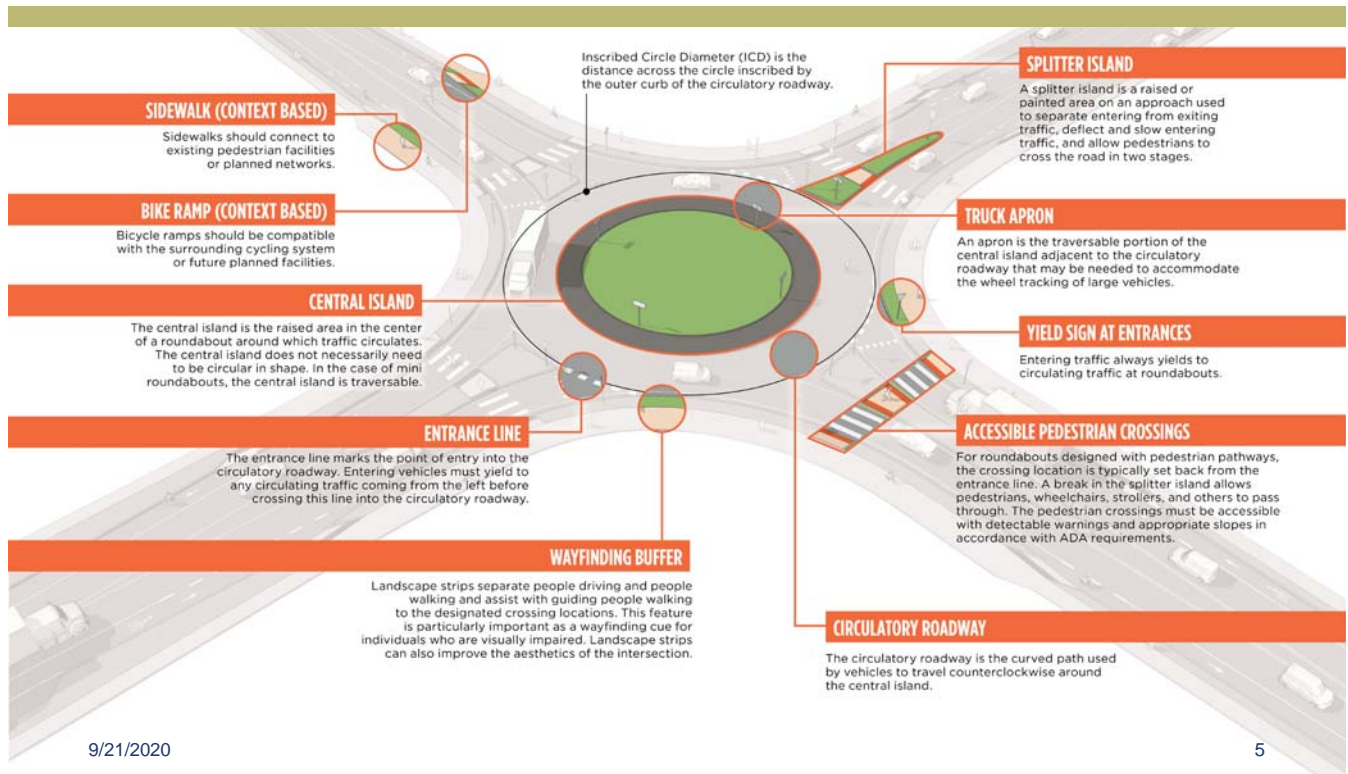 Inscribed Circle Diameter (ICD) is the
distance across the circle inscribed by
the outer curb of the circulatory roadway.
SIDEWALK (CONTEXT BASED)
Sidewalks should connect to
existing pedestrian facilities
or planned networks.
BIKE RAMP (CONTEXT BASED)
Bicycle ramps should be compatible
with the surrounding cycling system
or future planned facilities.
CENTRAL ISLAND
The central island is the raised area in the center
of a roundabout around which traffic circulates.
The central island does not necessarily need
to be circular in shape. In the case of mini
roundabouts, the central island is traversable.
ENTRANCE LINE
The entrance line marks the point of entry into the
circulatory roadway. Entering vehicles must yield to
any circulating traffic coming from the left before
crossing this line into the circulatory roadway.
WAYFINDING BUFFER
Landscape strips separate people driving and people
walking and assist with guiding people walking
to the designated crossing locations. This feature
is particularly important as a wayfinding cue for
individuals who are visually impaired. Landscape strips
can also improve the aesthetics of the intersection.
SPLITTER ISLAND
A splitter island is a raised or
painted area on an approach used
to separate entering from exiting
traffic, deflect and slow entering
traffic, and allow pedestrians to
cross the road in two stages.
TRUCK APRON
An apron is the traversable portion of the
central island adjacent to the circulatory
roadway that may be needed to accommodate
the wheel tracking of large vehicles.
YIELD SIGN AT ENTRANCES
Entering traffic always yields to
circulating traffic at roundabouts.
ACCESSIBLE PEDESTRIAN CROSSINGS
For roundabouts designed with pedestrian pathways,
the crossing location is typically set back from the
entrance line. A break in the splitter island allows
pedestrians, wheelchairs, strollers, and others to pass
through. The pedestrian crossings must be accessible
with detectable warnings and appropriate slopes in
accordance with ADA requirements.
CIRCULATORY ROADWAY
The circulatory roadway is the curved path used
by vehicles to travel counterclockwise around
the central island.
9/21/2020
5